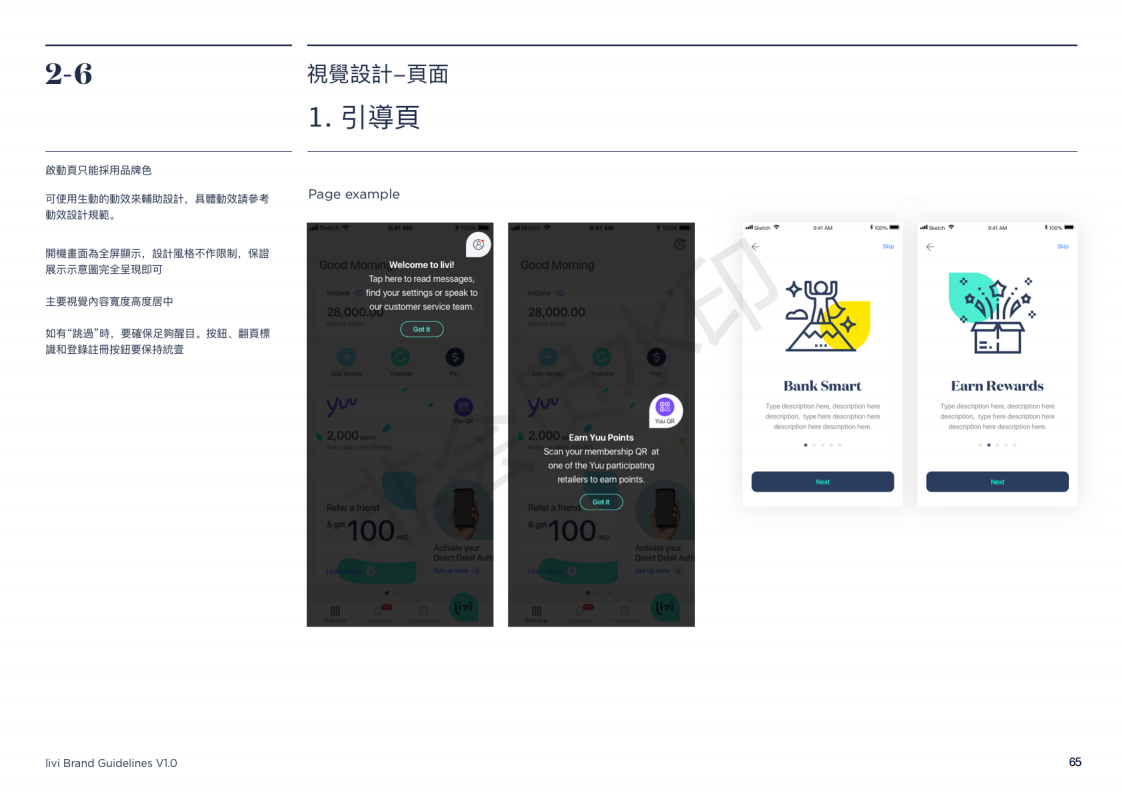 2-6
視覺設計–頁面
1. 引導頁
啟動頁只能採用品牌色
可使用生動的動效來輔助設計，具體動效請參考
動效設計規範。
開機畫面為全屏顯示，設計風格不作限制，保證
展示示意圖完全呈現即可
主要視覺內容寬度高度居中
如有“跳過”時，要確保足夠醒目。按鈕、翻頁標
識和登錄註冊按鈕要保持統壹
Page example
Sketch 9:41 AM 100%
Good Morning
Welcome to livi!
Tap here to read messages,
find your settings or speak to
our customer service team.
Got it
InSave
28,000.00
Add Money Transfer Pay
yuu
Yuu QR
2,000 points
Refer a friend
& get 100 HKD
Activate your
Direct Debit Auth
Learn More Set up now
Overview
livi
Sketch 9:41 AM 100%
Good Morning
InSave
28,000.00
Add Money Transfer Pay
yuu
Yuu QR
2,000
Earn Yuu Points
Scan your membership QR at
one of the Yuu participating
retailers to earn points.
Got it
Refer a friend
& get 100 HKD
Activate your
Direct Debit Auth
Learn More Set up now
Overview
livi
Sketch 9:41 AM 100%
Skip
Bank Smart
Type description here, description here
description, type here description here
description here description here.
Next
Sketch 9:41 AM 100%
Skip
Earn Rewards
Type description here, description here
description, type here description here
description here description here.
Next
非会员水印
livi Brand Guidelines V1.0
65